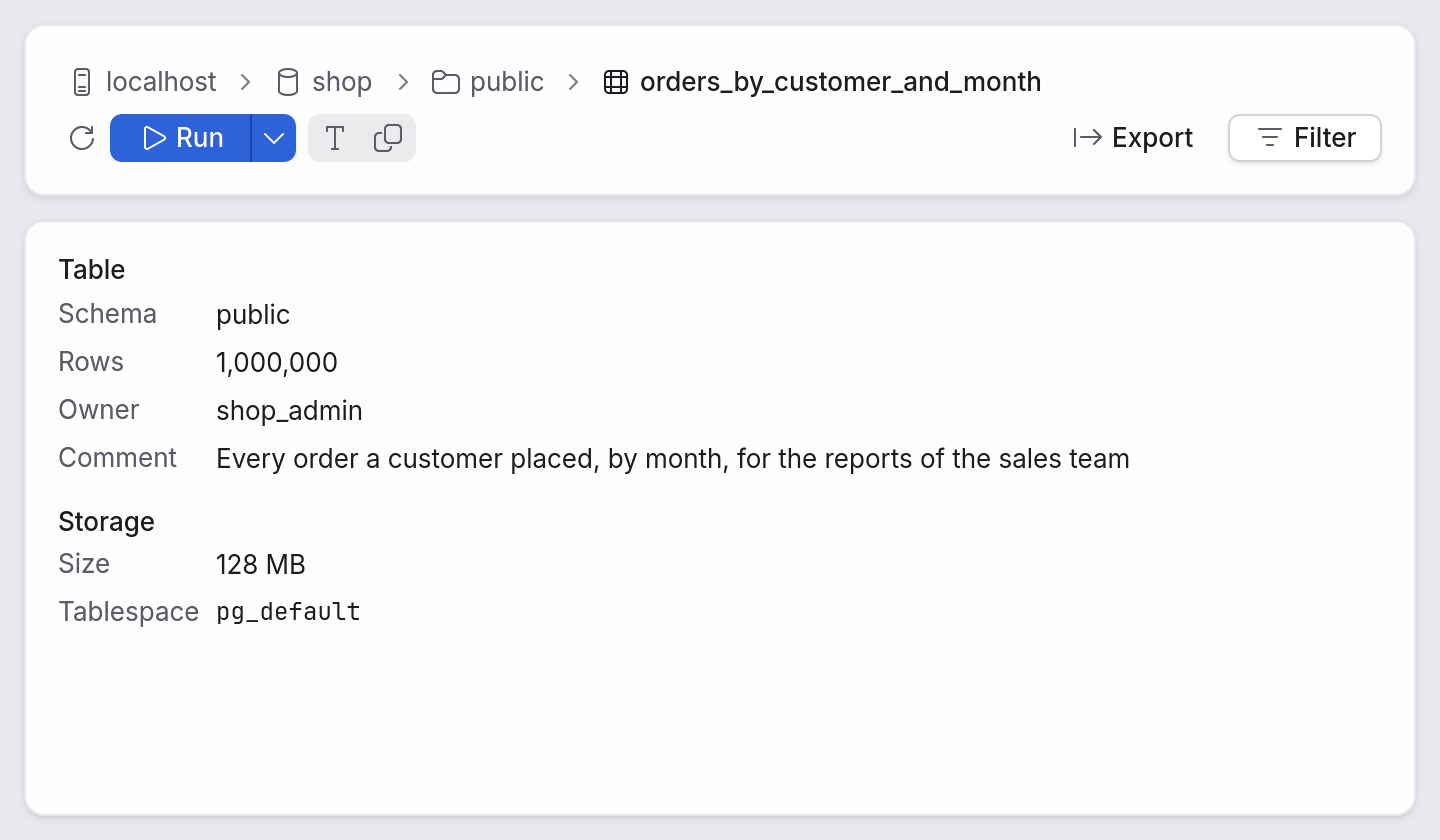 localhost shop public orders_by_customer_and_month
Run Export Filter
Table
Schema public
Rows 1,000,000
Owner shop_admin
Comment Every order a customer placed, by month, for the reports of the sales team
Storage
Size 128 MB
Tablespace pg_default